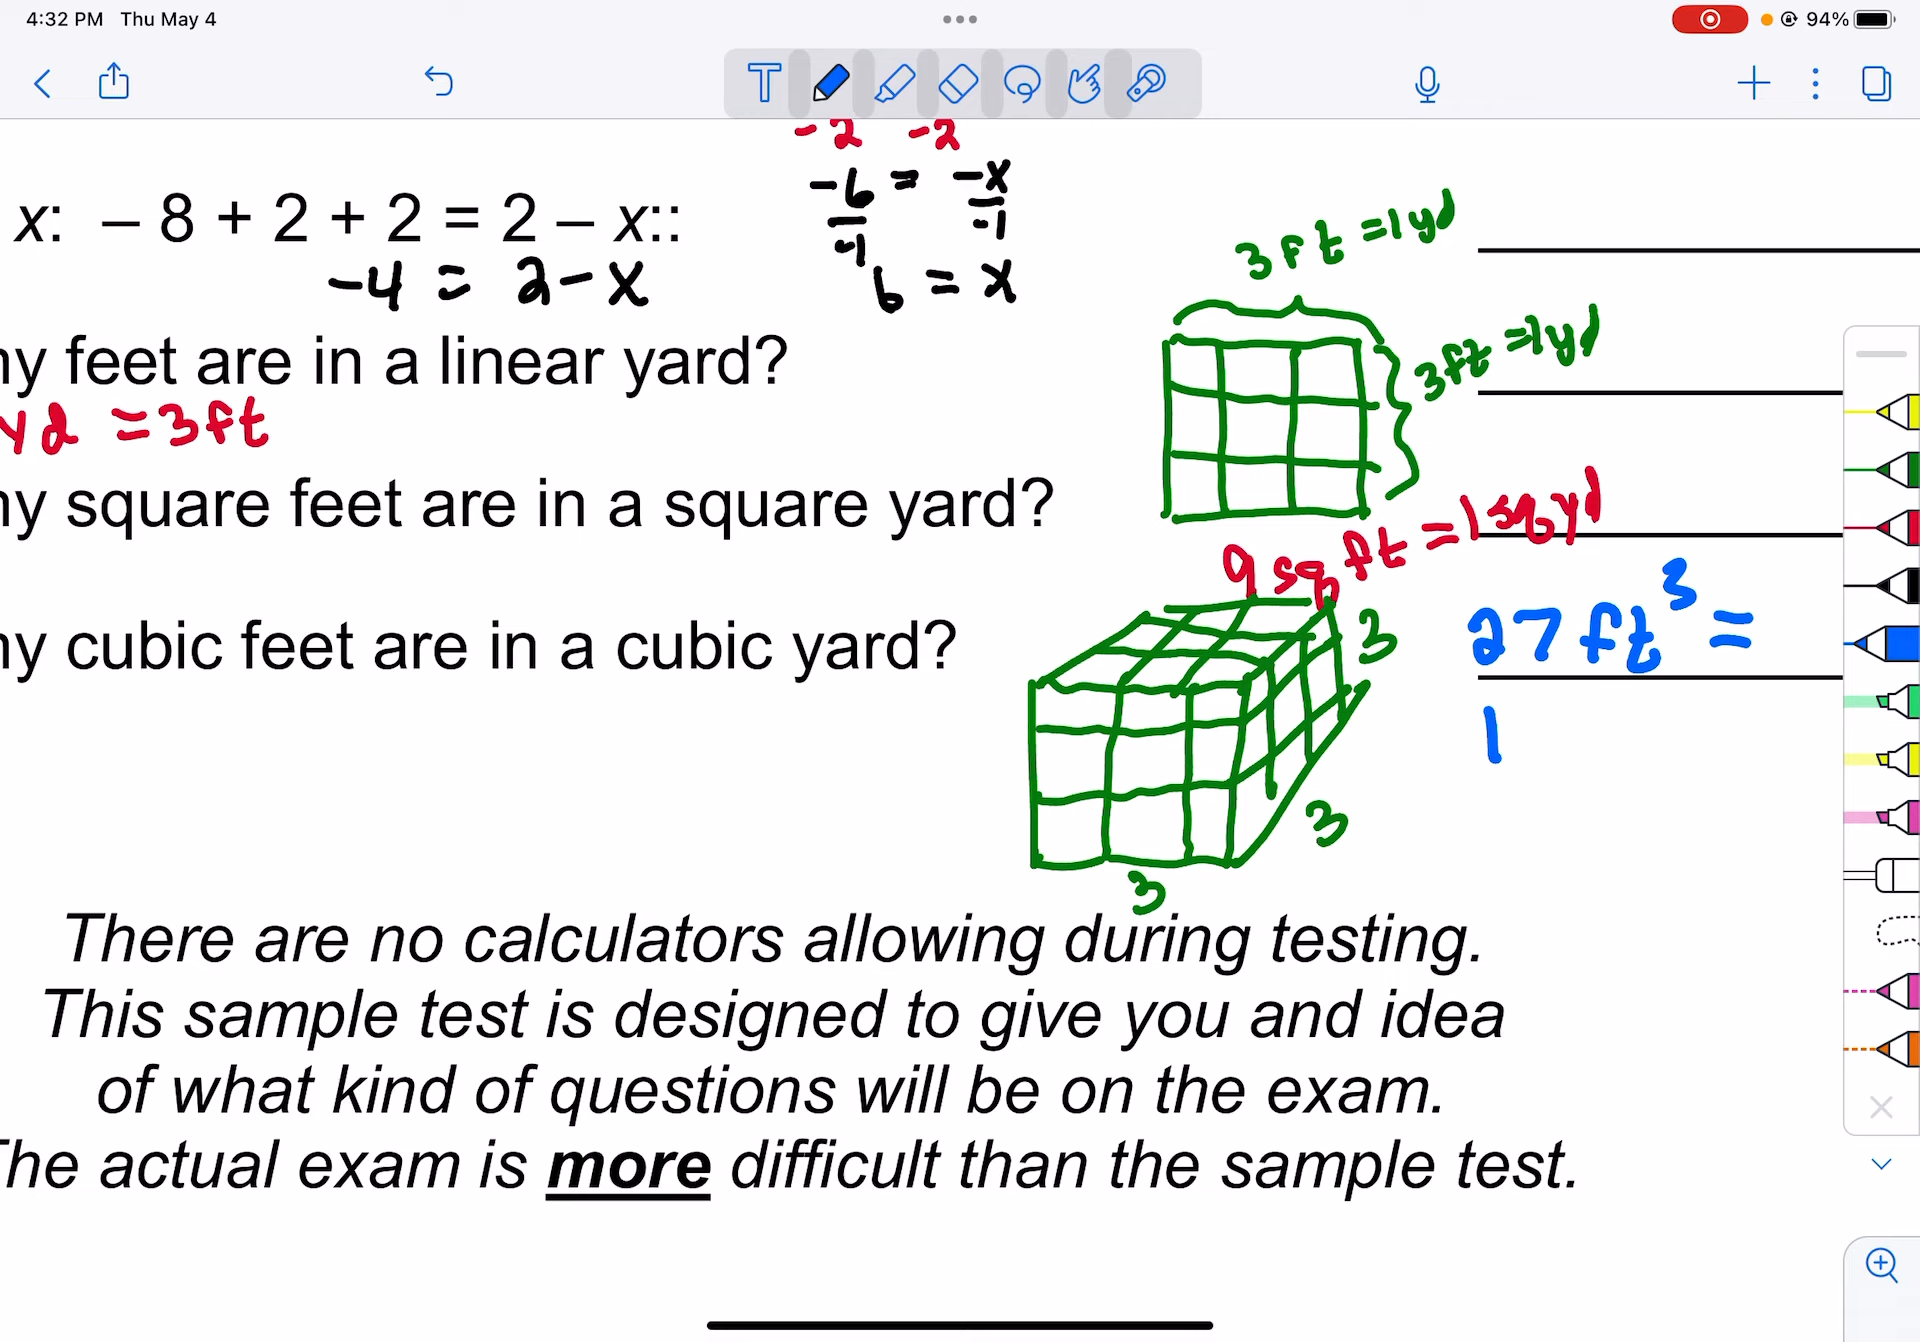 4:32 PM Thu May 4
94%
-2 -2
-6 = -x
-1 -1
6 = x
x: – 8 + 2 + 2 = 2 – x::
-4 = 2-x
3ft =1yd
3ft =1yd
ny feet are in a linear yard?
yd =3ft
ny square feet are in a square yard?
9 sq ft =1 sq yd
ny cubic feet are in a cubic yard?
3
27 ft³ =
1
3
3
There are no calculators allowing during testing.
This sample test is designed to give you and idea
of what kind of questions will be on the exam.
The actual exam is more difficult than the sample test.